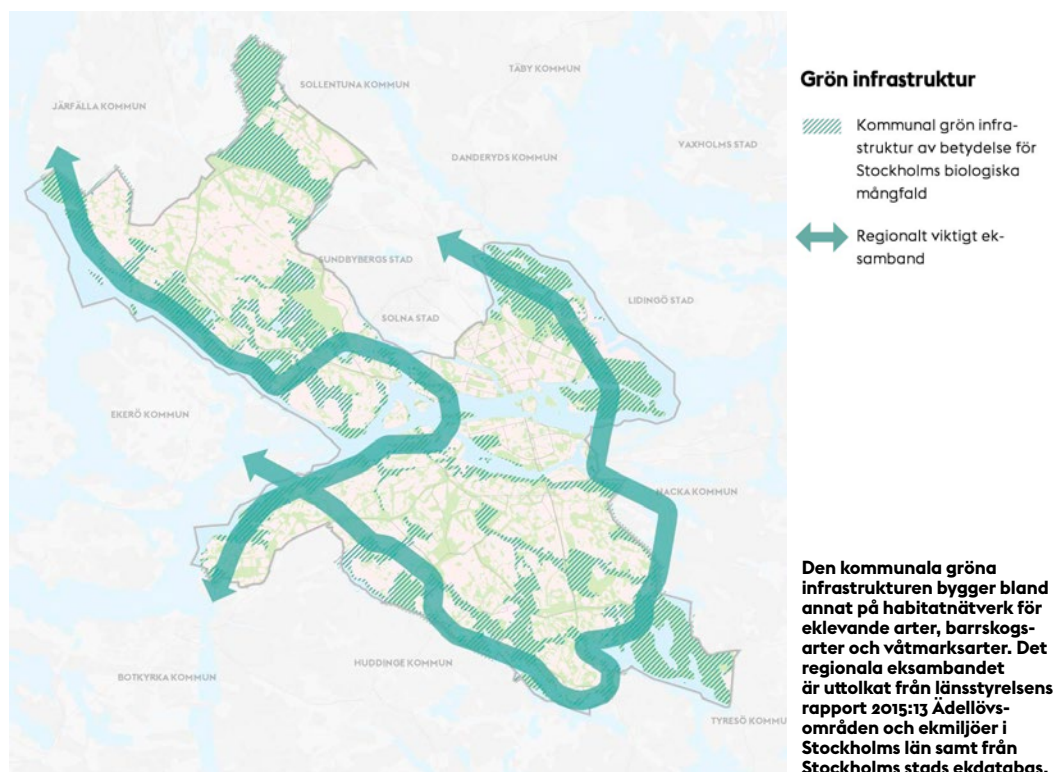 TÄBY KOMMUN
SOLLENTUNA KOMMUN
JÄRFÄLLA KOMMUN
VAXHOLMS STAD
DANDERYDS KOMMUN
SUNDBYBERGS STAD
LIDINGÖ STAD
SOLNA STAD
EKERÖ KOMMUN
NACKA KOMMUN
HUDDINGE KOMMUN
BOTKYRKA KOMMUN
TYRESÖ KOMMU
Grön infrastruktur
Kommunal grön infra-
struktur av betydelse för
Stockholms biologiska
mångfald
Regionalt viktigt ek-
samband
Den kommunala gröna
infrastrukturen bygger bland
annat på habitatnätverk för
eklevande arter, barrskogs-
arter och våtmarksarter. Det
regionala eksambandet
är uttolkat från länsstyrelsens
rapport 2015:13 Ädellövs-
områden och ekmiljöer i
Stockholms län samt från
Stockholms stads ekdatabas.